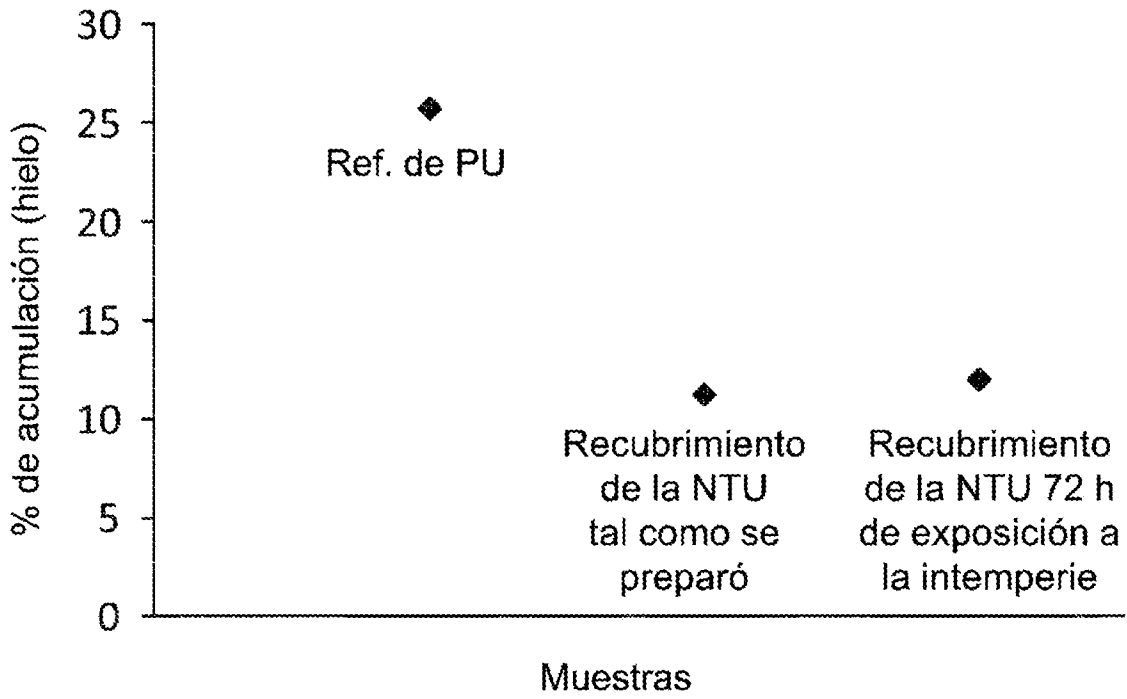 30
25
20
15
10
5
0
% de acumulación (hielo)
Ref. de PU
Recubrimiento
de la NTU
tal como se
preparó
Recubrimiento
de la NTU 72 h
de exposición a
la intemperie
Muestras